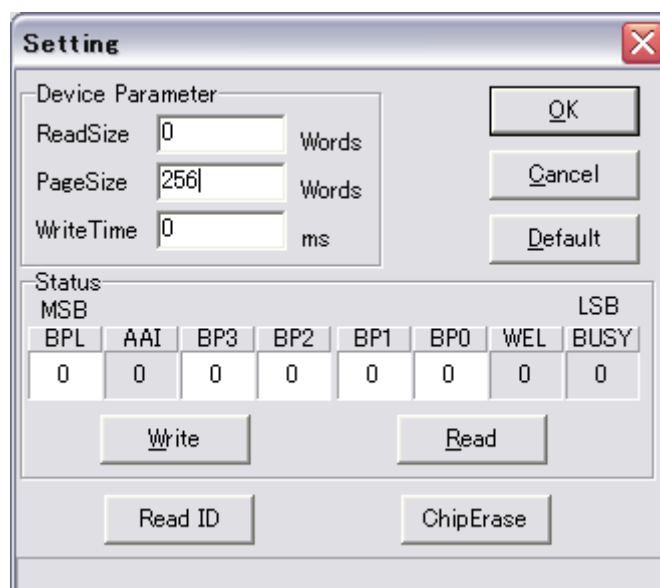 Setting
Device Parameter
ReadSize 0 Words
PageSize 256 Words
WriteTime 0 ms
OK
Cancel
Default
Status
MSB LSB
BPL AAI BP3 BP2 BP1 BP0 WEL BUSY
0 0 0 0 0 0 0 0
Write Read
Read ID ChipErase